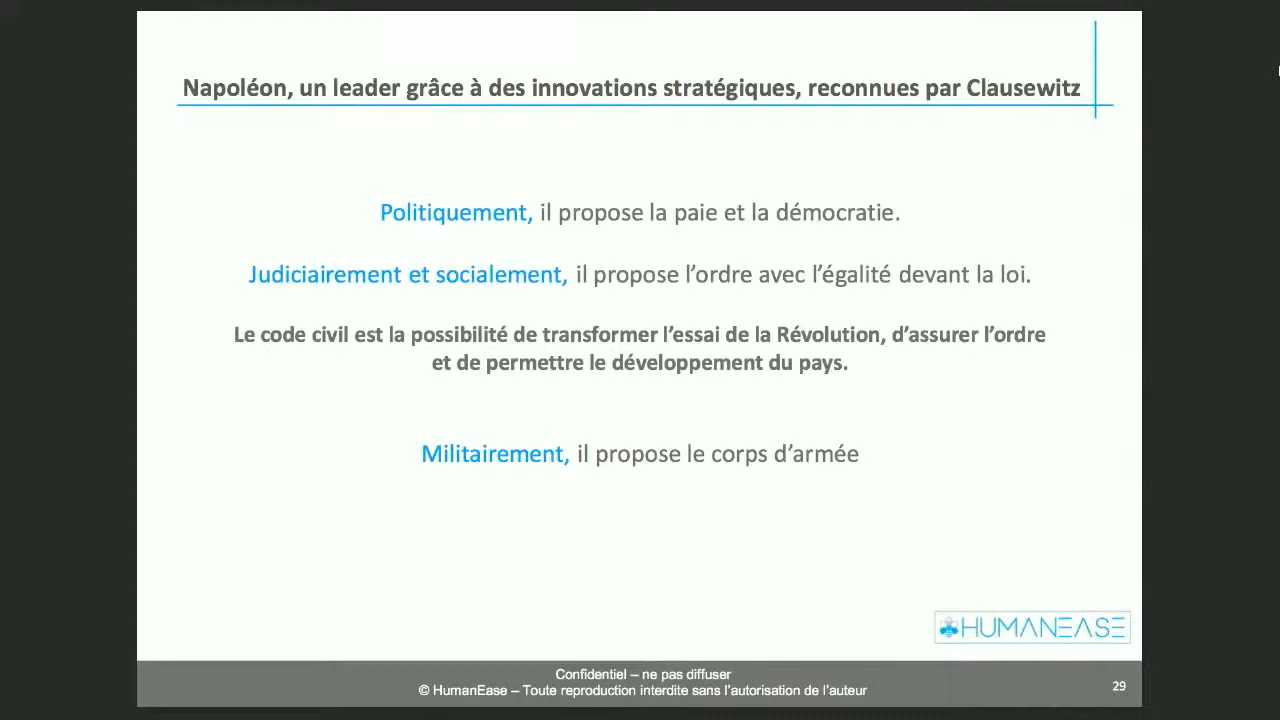 Napoléon, un leader grâce à des innovations stratégiques, reconnues par Clausewitz
Politiquement, il propose la paie et la démocratie.
Judiciairement et socialement, il propose l’ordre avec l’égalité devant la loi.
Le code civil est la possibilité de transformer l’essai de la Révolution, d’assurer l’ordre
et de permettre le développement du pays.
Militairement, il propose le corps d’armée
HUMANEASE
Confidentiel – ne pas diffuser
© HumanEase – Toute reproduction interdite sans l’autorisation de l’auteur
29